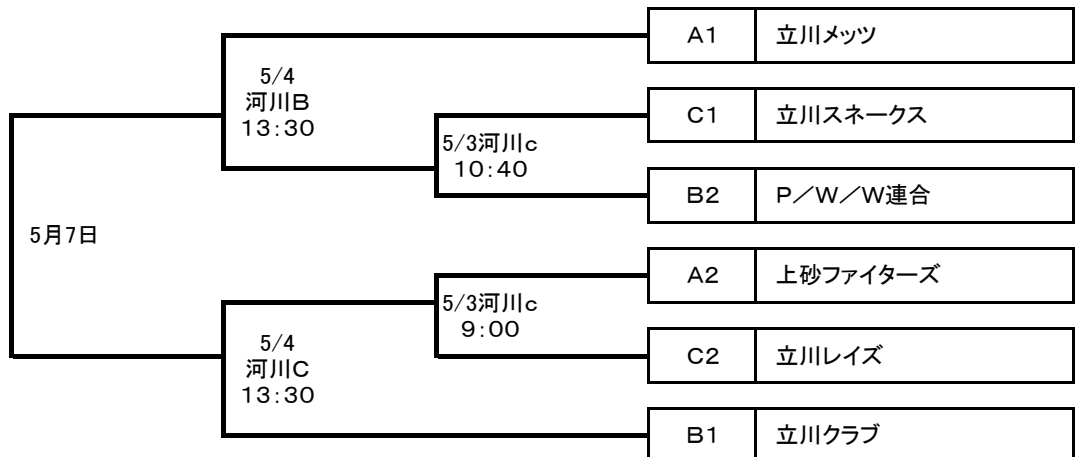 A1 立川メッツ
5/4
河川B
13:30
C1 立川スネークス
5/3河川c
10:40
B2 P/W/W連合
5月7日
A2 上砂ファイターズ
5/3河川c
9:00
C2 立川レイズ
5/4
河川C
13:30
B1 立川クラブ